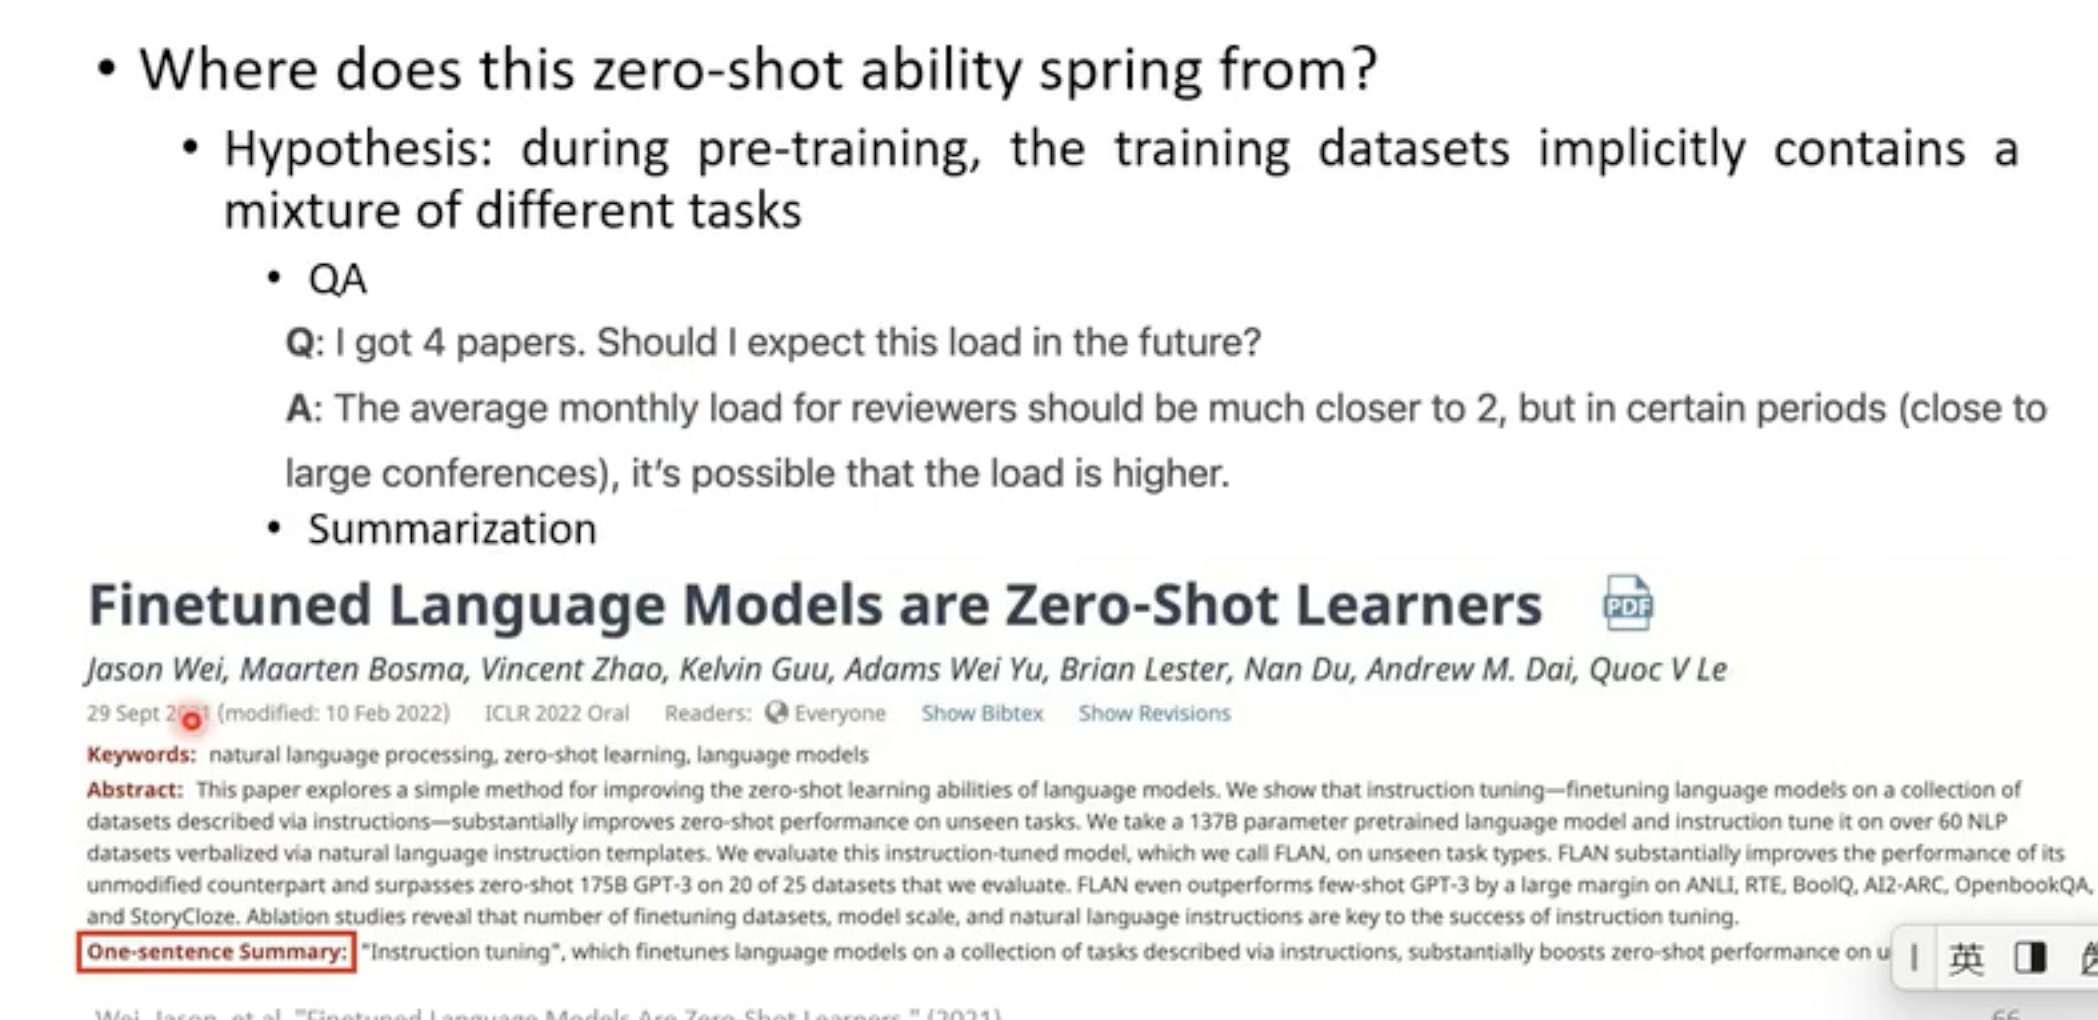 • Where does this zero-shot ability spring from?
• Hypothesis: during pre-training, the training datasets implicitly contains a
mixture of different tasks
• QA
Q: I got 4 papers. Should I expect this load in the future?
A: The average monthly load for reviewers should be much closer to 2, but in certain periods (close to
large conferences), it's possible that the load is higher.
• Summarization
Finetuned Language Models are Zero-Shot Learners PDF
Jason Wei, Maarten Bosma, Vincent Zhao, Kelvin Guu, Adams Wei Yu, Brian Lester, Nan Du, Andrew M. Dai, Quoc V Le
29 Sept 2021 (modified: 10 Feb 2022) ICLR 2022 Oral Readers: Everyone Show Bibtex Show Revisions
Keywords: natural language processing, zero-shot learning, language models
Abstract: This paper explores a simple method for improving the zero-shot learning abilities of language models. We show that instruction tuning—finetuning language models on a collection of
datasets described via instructions—substantially improves zero-shot performance on unseen tasks. We take a 137B parameter pretrained language model and instruction tune it on over 60 NLP
datasets verbalized via natural language instruction templates. We evaluate this instruction-tuned model, which we call FLAN, on unseen task types. FLAN substantially improves the performance of its
unmodified counterpart and surpasses zero-shot 175B GPT-3 on 20 of 25 datasets that we evaluate. FLAN even outperforms few-shot GPT-3 by a large margin on ANLI, RTE, BoolQ, AI2-ARC, OpenbookQA,
and StoryCloze. Ablation studies reveal that number of finetuning datasets, model scale, and natural language instructions are key to the success of instruction tuning.
One-sentence Summary: "Instruction tuning", which finetunes language models on a collection of tasks described via instructions, substantially boosts zero-shot performance on u
英
Wei, Jason, et al. "Finetuned Language Models Are Zero-Shot Learners." (2021)
66